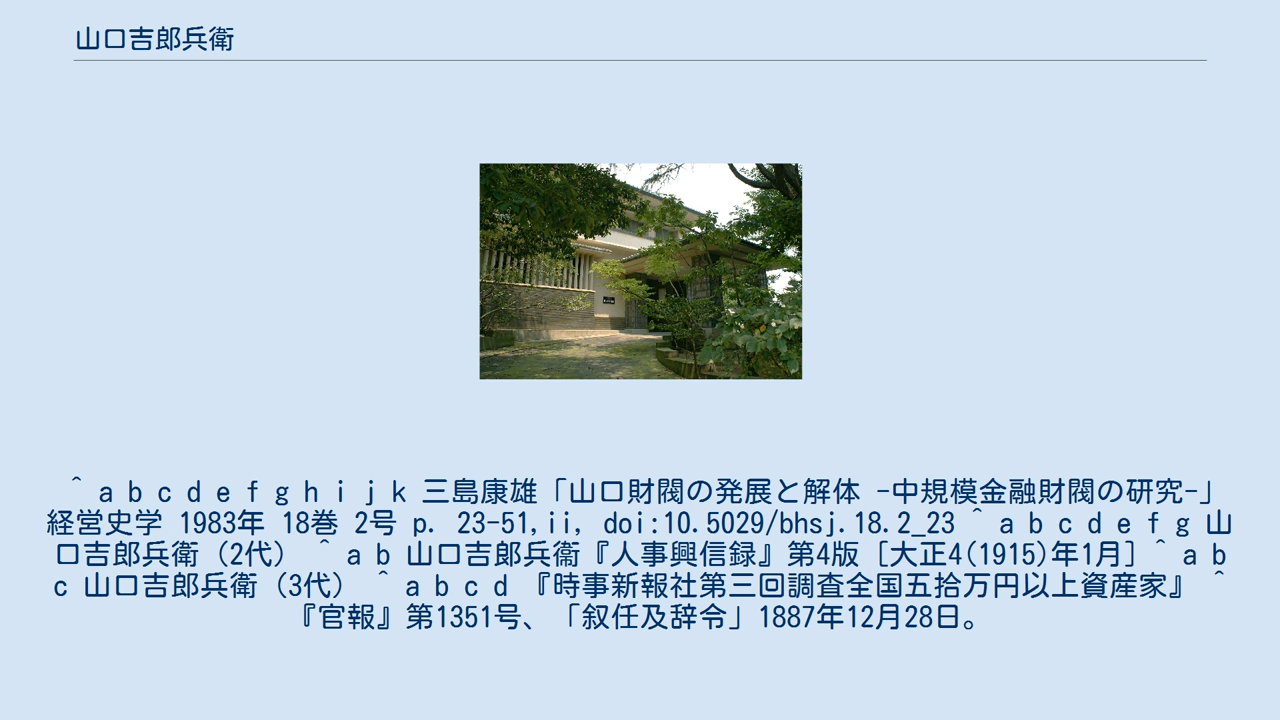 山口吉郎兵衛
^ a b c d e f g h i j k 三島康雄「山口財閥の発展と解体 -中規模金融財閥の研究-」
経営史学 1983年 18巻 2号 p. 23-51,ii, doi:10.5029/bhsj.18.2_23 ^ a b c d e f g 山
口吉郎兵衛 (2代) ^ a b 山口吉郎兵衞『人事興信録』第4版 [大正4(1915)年1月] ^ a b
c 山口吉郎兵衛 (3代) ^ a b c d 『時事新報社第三回調査全国五拾万円以上資産家』 ^
『官報』第1351号、「叙任及辞令」1887年12月28日。